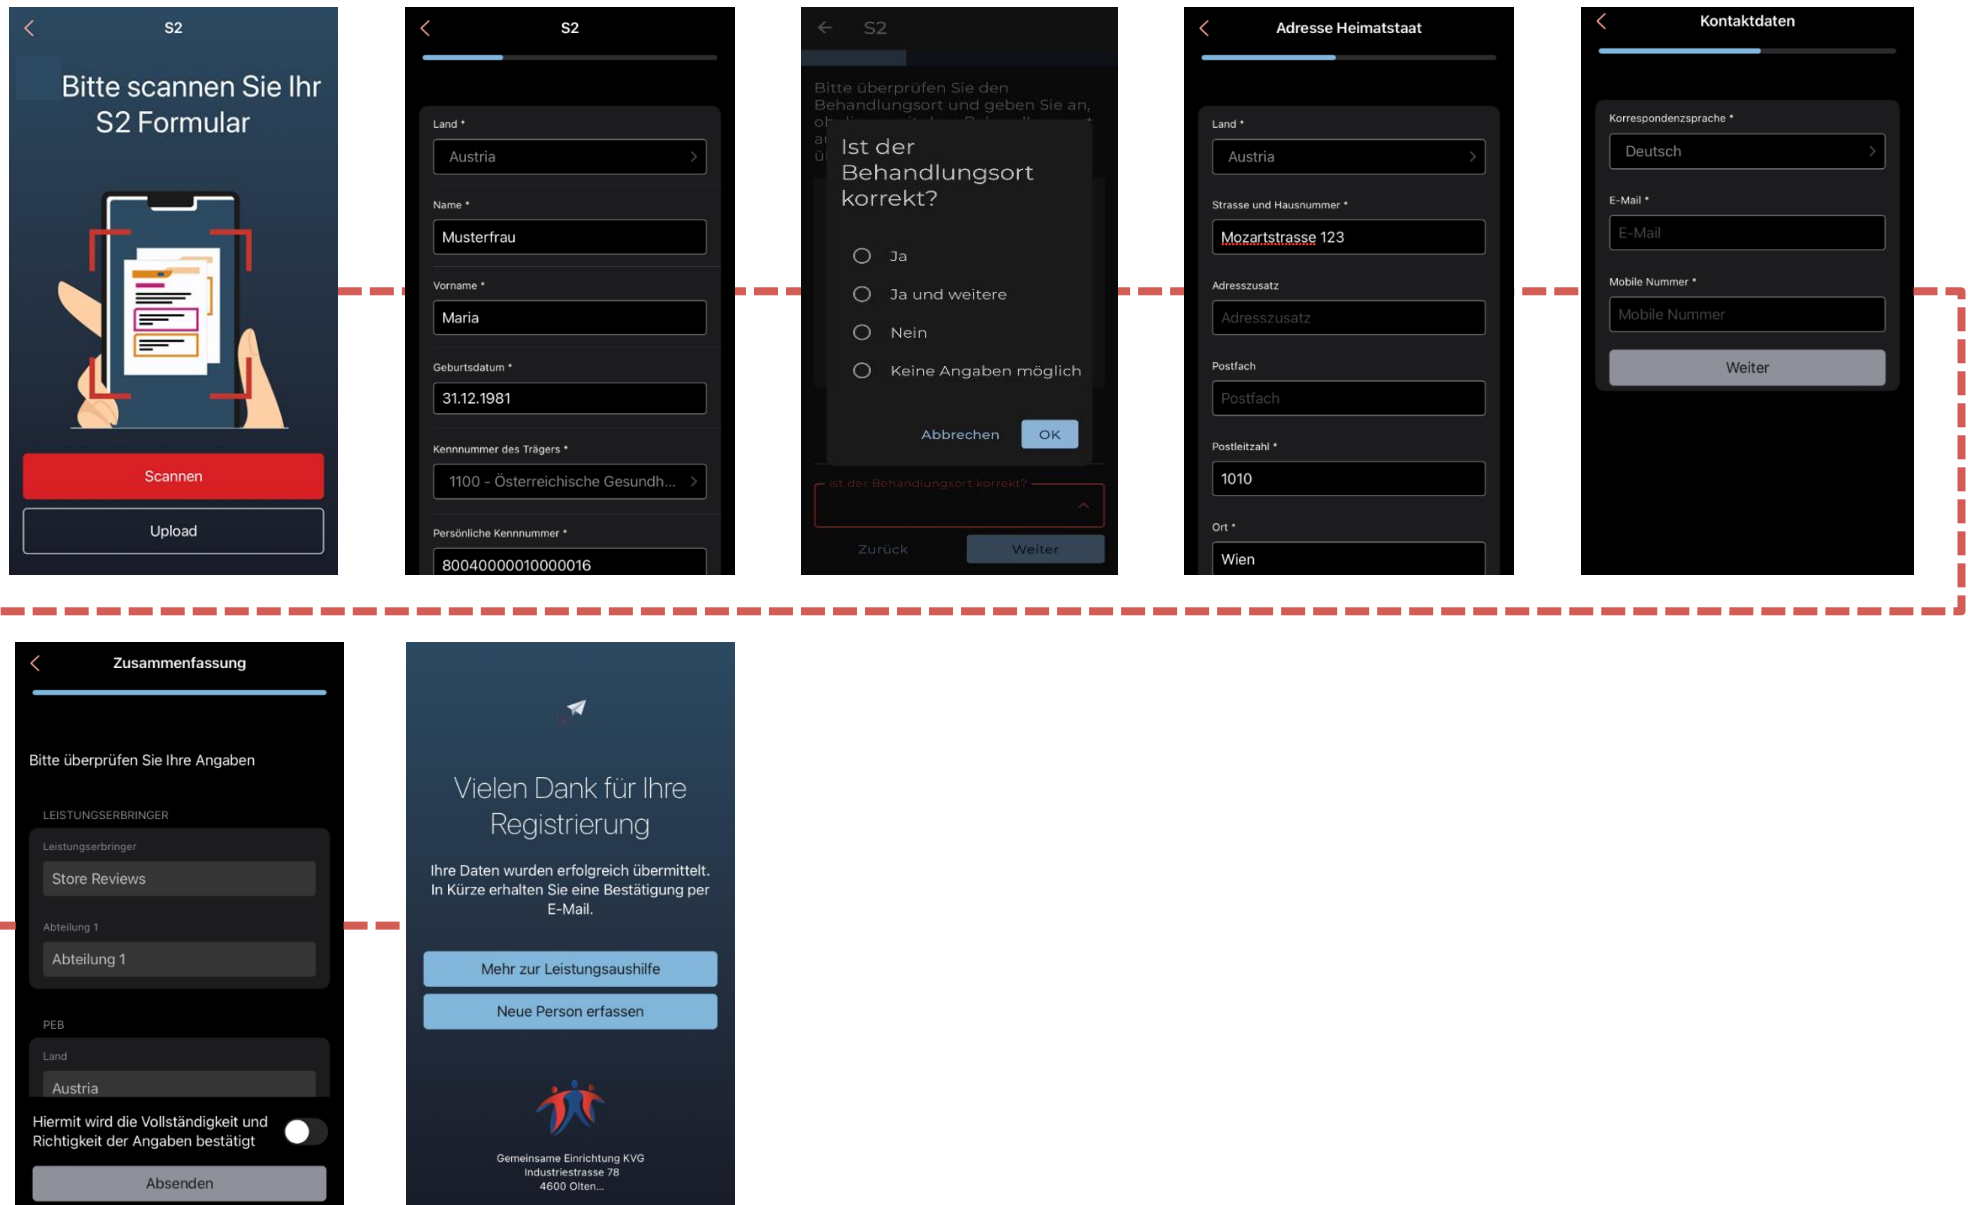 S2
Bitte scannen Sie Ihr
S2 Formular
Scannen
Upload
S2
Land *
Austria
Name *
Musterfrau
Vorname *
Maria
Geburtsdatum *
31.12.1981
Kennnummer des Trägers *
1100 - Österreichische Gesundh...
Persönliche Kennnummer *
80040000010000016
S2
Bitte überprüfen Sie den
Behandlungsort und geben Sie an,
Ist der
Behandlungsort
korrekt?
Ja
Ja und weitere
Nein
Keine Angaben möglich
Abbrechen
OK
Ist der Behandlungsort korrekt?
Zurück
Weiter
Adresse Heimatstaat
Land *
Austria
Strasse und Hausnummer *
Mozartstrasse 123
Adresszusatz
Adresszusatz
Postfach
Postfach
Postleitzahl *
1010
Ort *
Wien
Kontaktdaten
Korrespondenzsprache *
Deutsch
E-Mail *
E-Mail
Mobile Nummer *
Mobile Nummer
Weiter
Zusammenfassung
Bitte überprüfen Sie Ihre Angaben
LEISTUNGSERBRINGER
Leistungserbringer
Store Reviews
Abteilung 1
Abteilung 1
PEB
Land
Austria
Hiermit wird die Vollständigkeit und
Richtigkeit der Angaben bestätigt
Absenden
Vielen Dank für Ihre
Registrierung
Ihre Daten wurden erfolgreich übermittelt.
In Kürze erhalten Sie eine Bestätigung per
E-Mail.
Mehr zur Leistungsaushilfe
Neue Person erfassen
Gemeinsame Einrichtung KVG
Industriestrasse 78
4600 Olten...